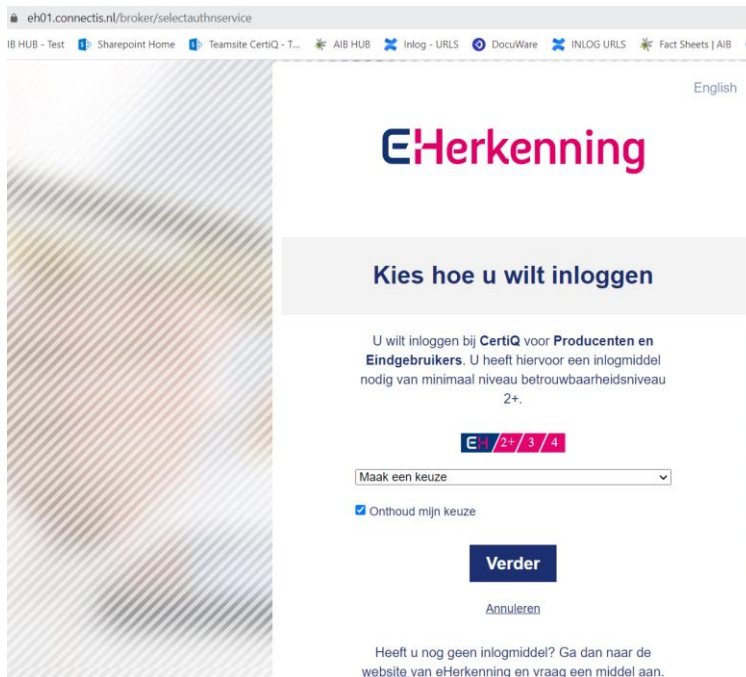 eh01.connectis.nl/broker/selectauthnservice
IB HUB - Test Sharepoint Home Teamsite CertiQ - T... AIB HUB Inlog - URLS DocuWare INLOG URLS Fact Sheets | AIB
English
eHerkenning
Kies hoe u wilt inloggen
U wilt inloggen bij CertiQ voor Producenten en
Eindgebruikers. U heeft hiervoor een inlogmiddel
nodig van minimaal niveau betrouwbaarheidsniveau
2+.
EH 2+ / 3 / 4
Maak een keuze
Onthoud mijn keuze
Verder
Annuleren
Heeft u nog geen inlogmiddel? Ga dan naar de
website van eHerkenning en vraag een middel aan.